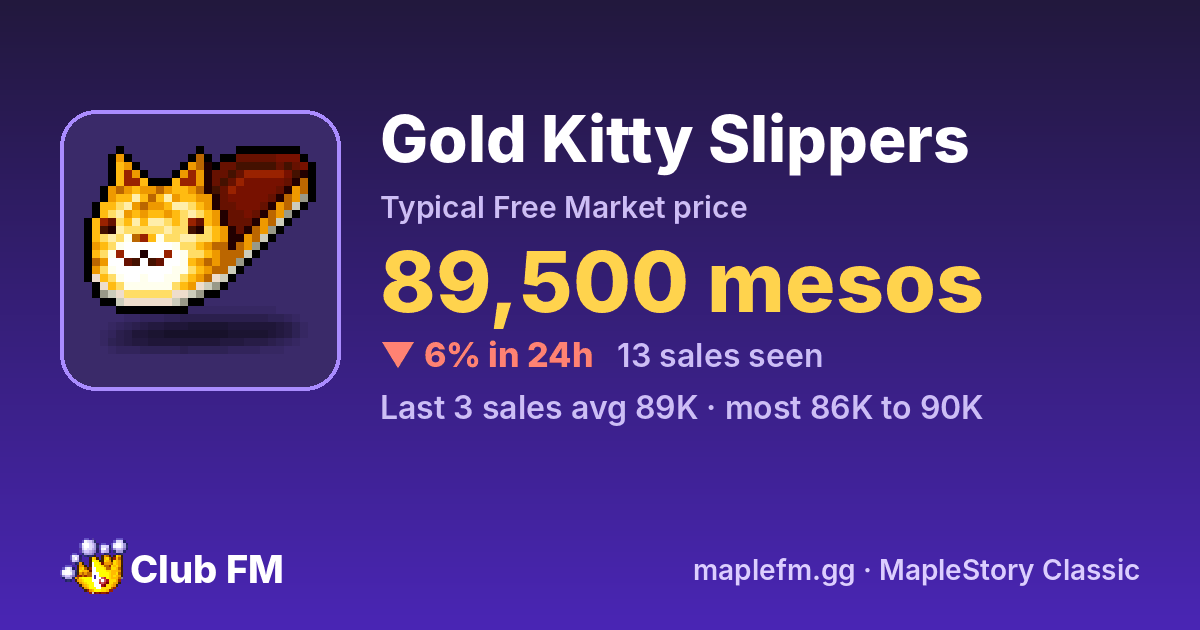 Gold Kitty Slippers
Typical Free Market price
89,500 mesos
▼ 6% in 24h 13 sales seen
Last 3 sales avg 89K · most 86K to 90K
Club FM
maplefm.gg · MapleStory Classic